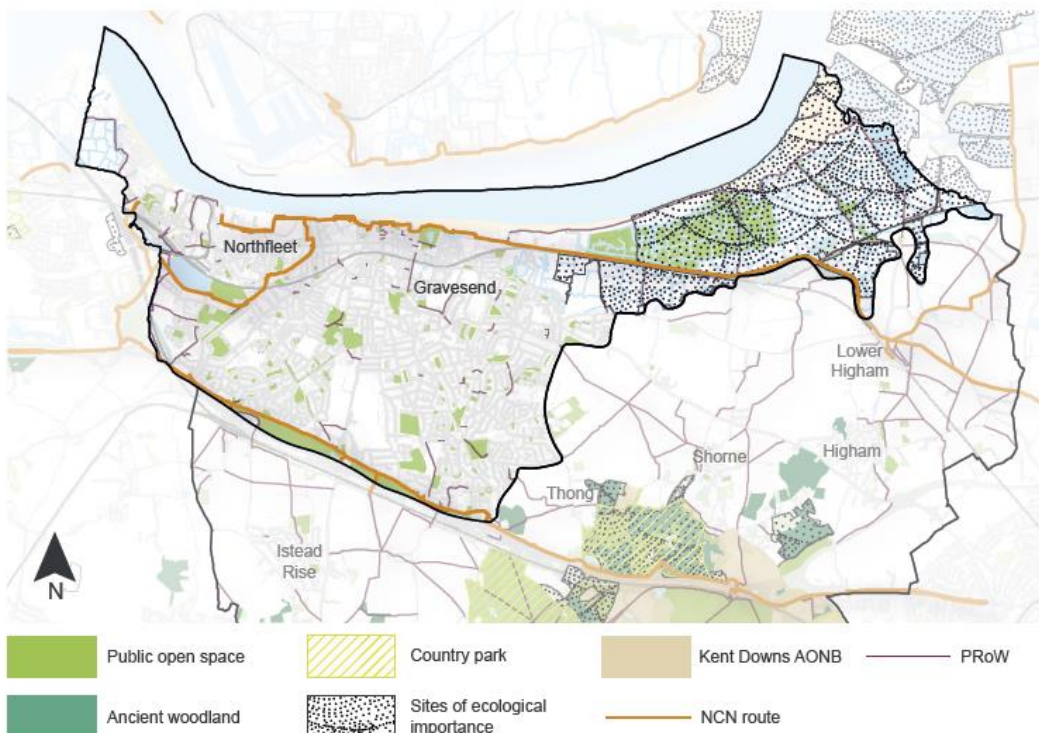 Northfleet
Gravesend
Lower
Higham
Shorne
Higham
Thong
Istead
Rise
N
Public open space
Country park
Kent Downs AONB
PRoW
Ancient woodland
Sites of ecological
importance
NCN route